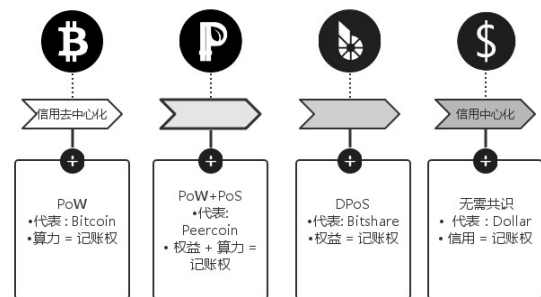 信用去中心化
信用中心化
PoW
•代表：Bitcoin
•算力 = 记账权
PoW+PoS
•代表：
Peercoin
• 权益 + 算力 =
记账权
DPoS
•代表：Bitshare
•权益 = 记账权
无需共识
• 代表：Dollar
• 信用 = 记账权